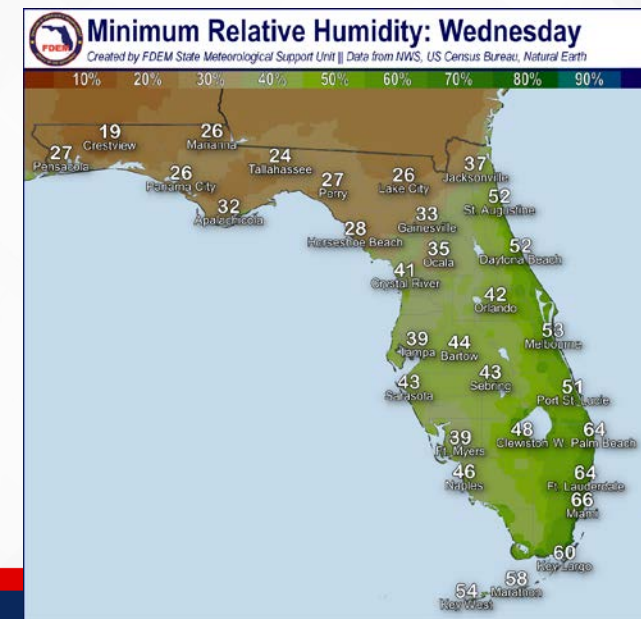 FDEM
Minimum Relative Humidity: Wednesday
Created by FDEM State Meteorological Support Unit || Data from NWS, US Census Bureau, Natural Earth
10% 20% 30% 40% 50% 60% 70% 80% 90%
19
Crestview
26
Marianna
27
Pensacola
24
Tallahassee
26
Panama City
27
Perry
26
Lake City
37
Jacksonville
32
Apalachicola
52
St. Augustine
33
Gainesville
28
Horseshoe Beach
35
Ocala
52
Daytona Beach
41
Crystal River
42
Orlando
39
Tampa
44
Bartow
53
Melbourne
43
Sarasota
43
Sebring
51
Port St. Lucie
39
Ft. Myers
48
Clewiston
64
W. Palm Beach
46
Naples
64
Ft. Lauderdale
66
Miami
60
Key Largo
58
Marathon
54
Key West